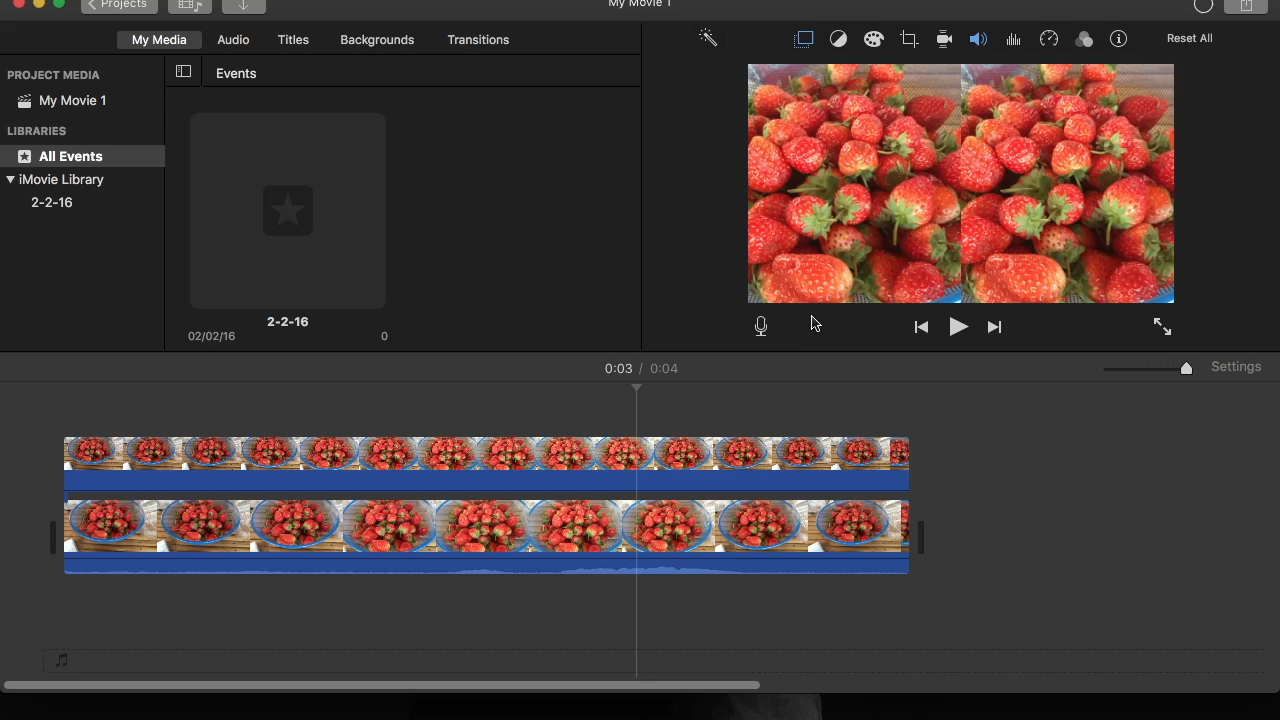 Projects
My Movie 1
My Media Audio Titles Backgrounds Transitions
Reset All
PROJECT MEDIA
Events
My Movie 1
LIBRARIES
All Events
iMovie Library
2-2-16
2-2-16
02/02/16 0
0:03 / 0:04
Settings